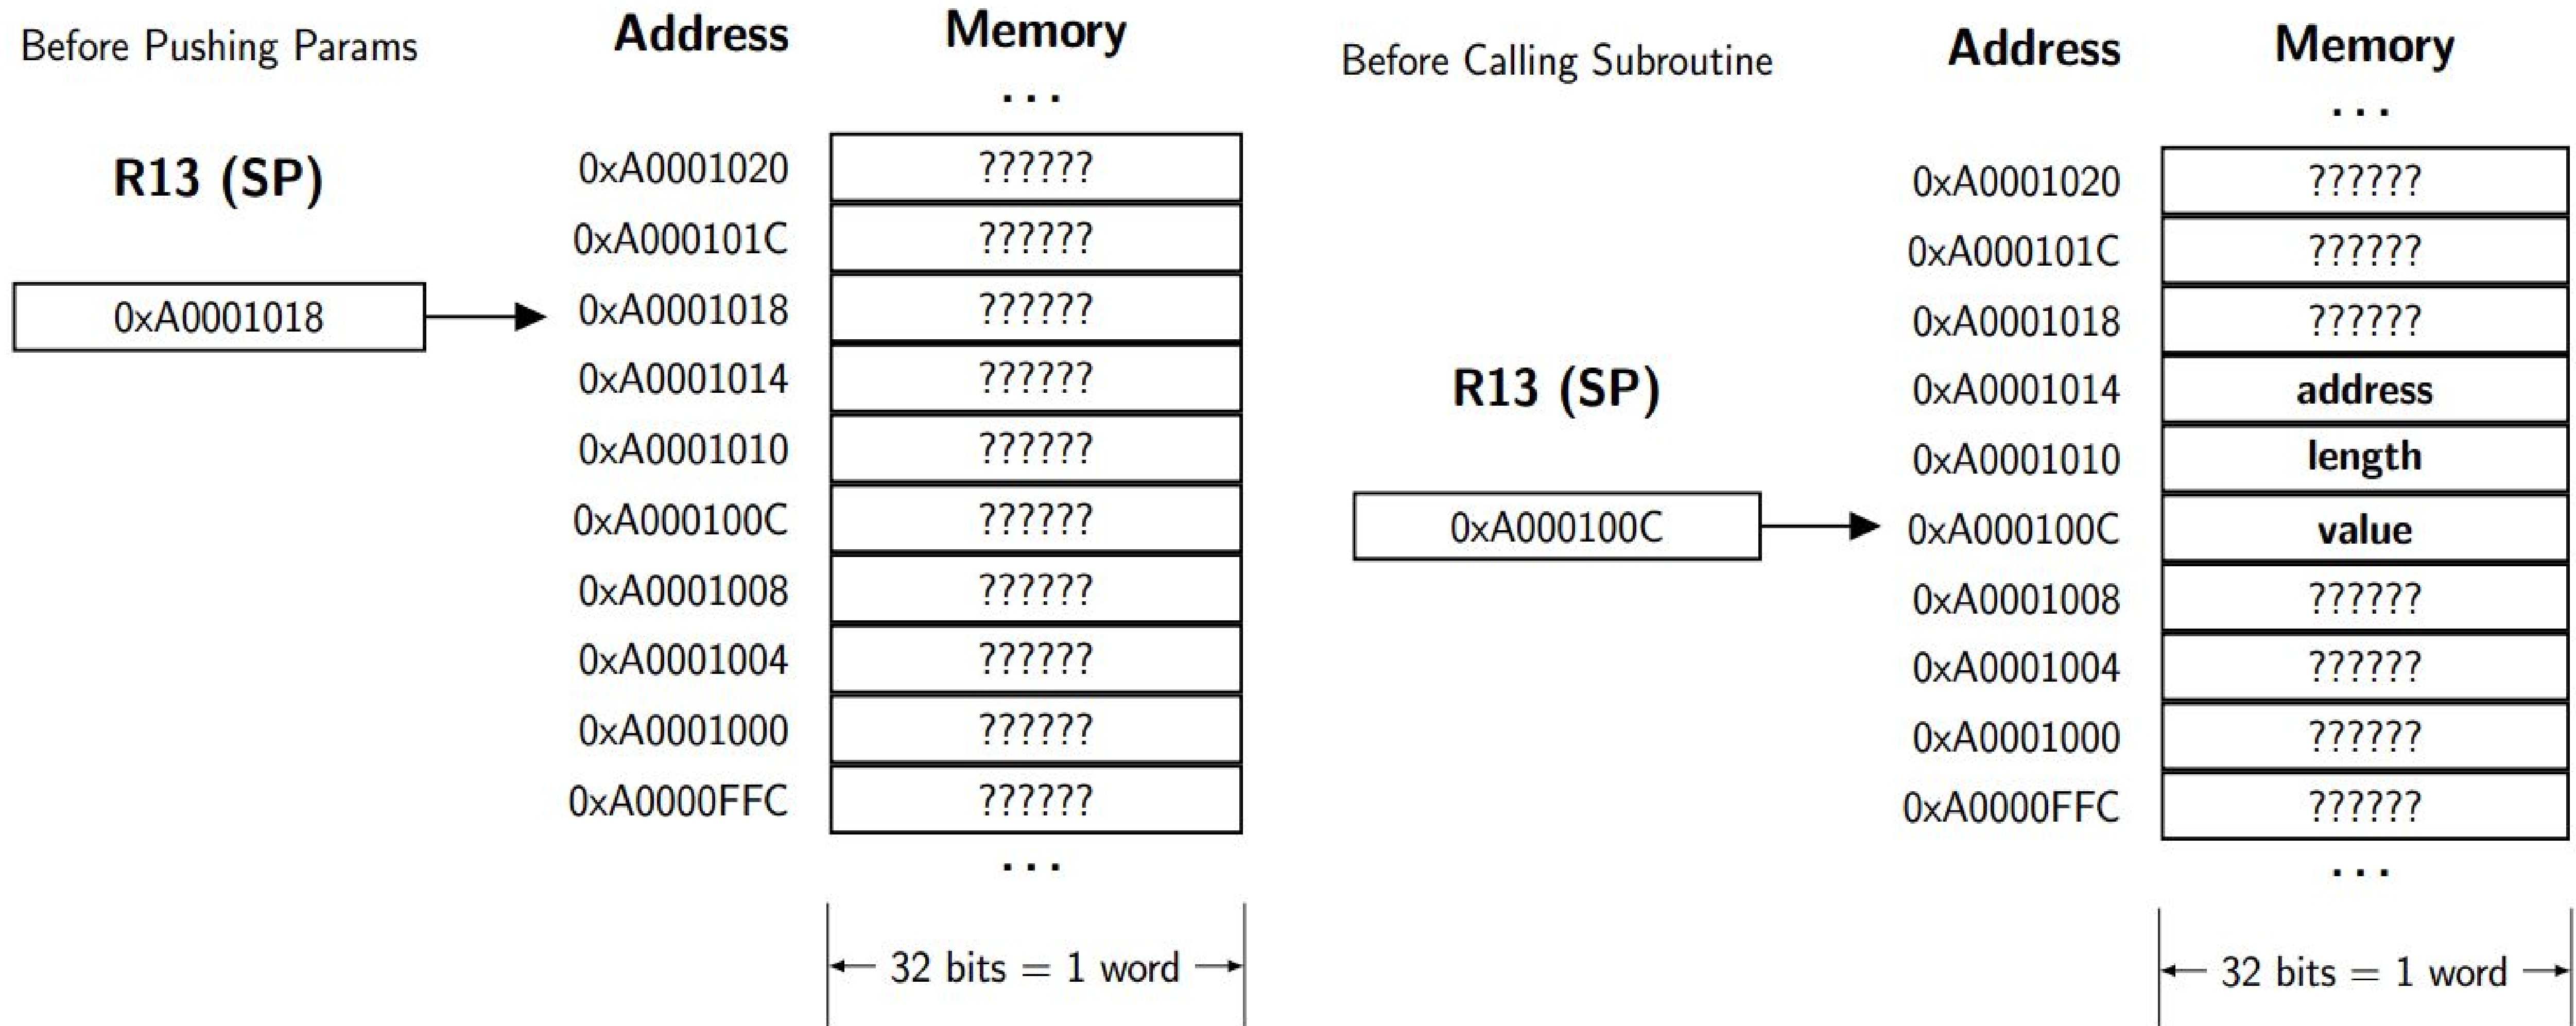 Before Pushing Params
Address Memory
. . .
R13 (SP)
0xA0001018
0xA0001020 ??????
0xA000101C ??????
0xA0001018 ??????
0xA0001014 ??????
0xA0001010 ??????
0xA000100C ??????
0xA0001008 ??????
0xA0001004 ??????
0xA0001000 ??????
0xA0000FFC ??????
. . .
32 bits = 1 word
Before Calling Subroutine
Address Memory
. . .
R13 (SP)
0xA000100C
0xA0001020 ??????
0xA000101C ??????
0xA0001018 ??????
0xA0001014 address
0xA0001010 length
0xA000100C value
0xA0001008 ??????
0xA0001004 ??????
0xA0001000 ??????
0xA0000FFC ??????
. . .
32 bits = 1 word